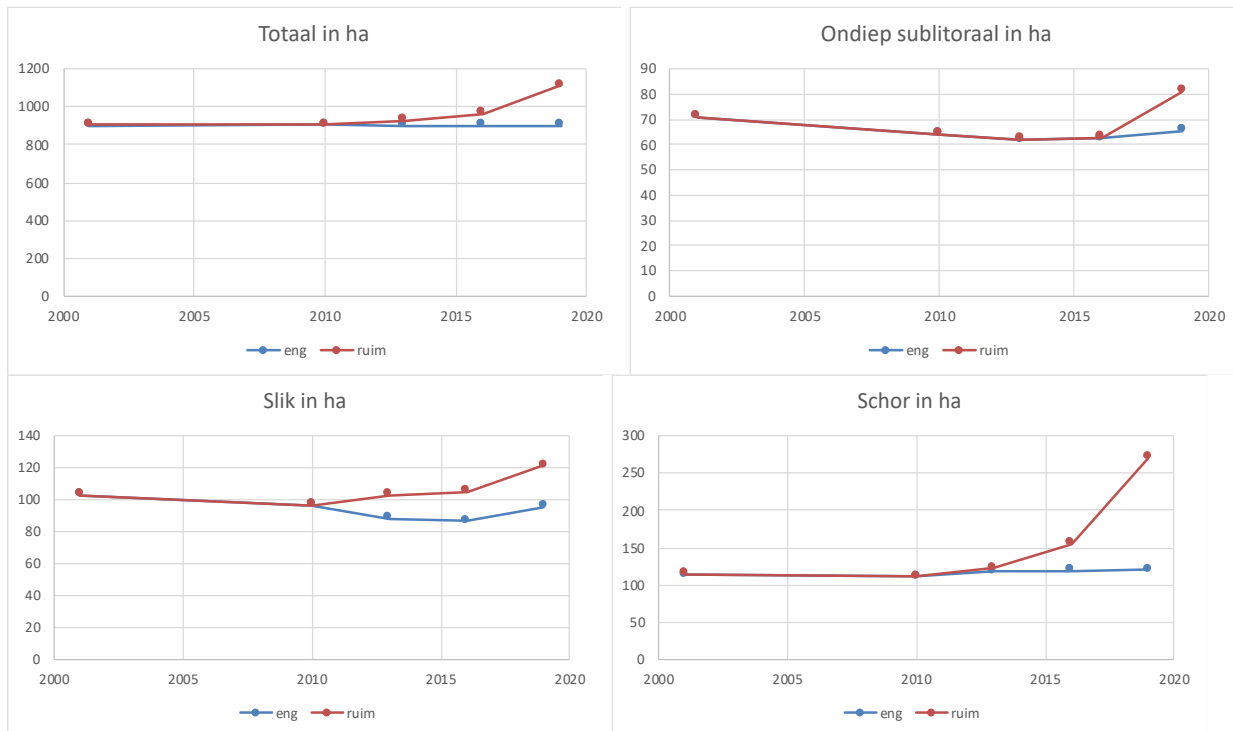 Totaal in ha
1200
1000
800
600
400
200
0
2000 2005 2010 2015 2020
eng ruim
Ondiep sublitoraal in ha
90
80
70
60
50
40
30
20
10
0
2000 2005 2010 2015 2020
eng ruim
Slik in ha
140
120
100
80
60
40
20
0
2000 2005 2010 2015 2020
eng ruim
Schor in ha
300
250
200
150
100
50
0
2000 2005 2010 2015 2020
eng ruim